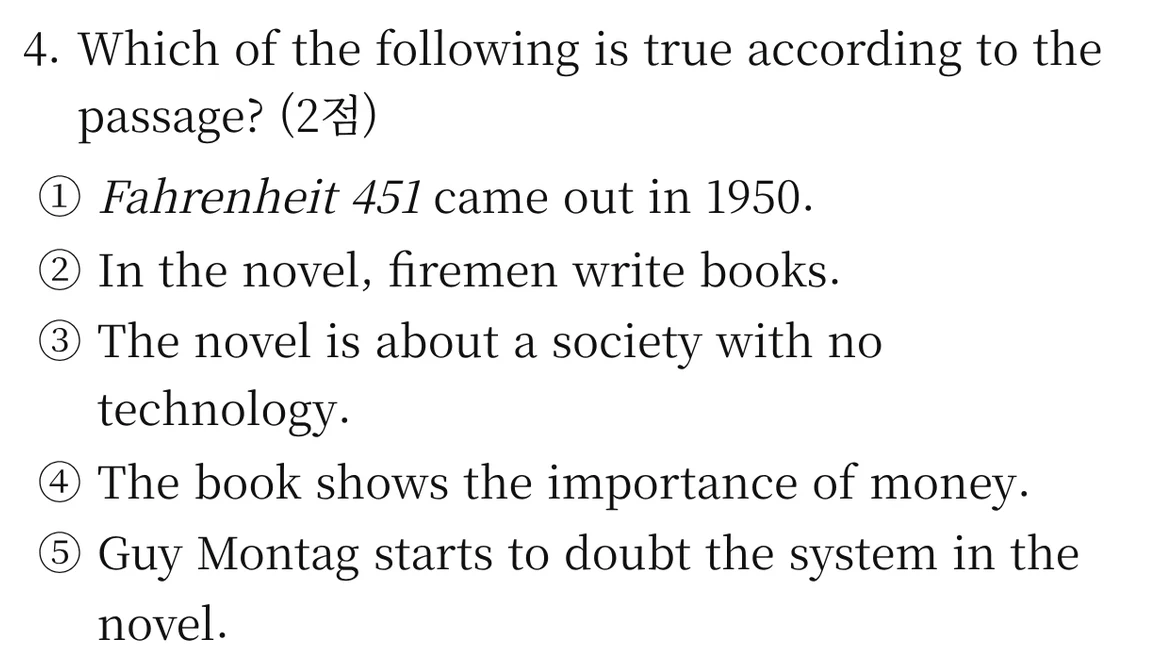 4. Which of the following is true according to the
passage? (2점)
① Fahrenheit 451 came out in 1950.
② In the novel, firemen write books.
③ The novel is about a society with no
technology.
④ The book shows the importance of money.
⑤ Guy Montag starts to doubt the system in the
novel.